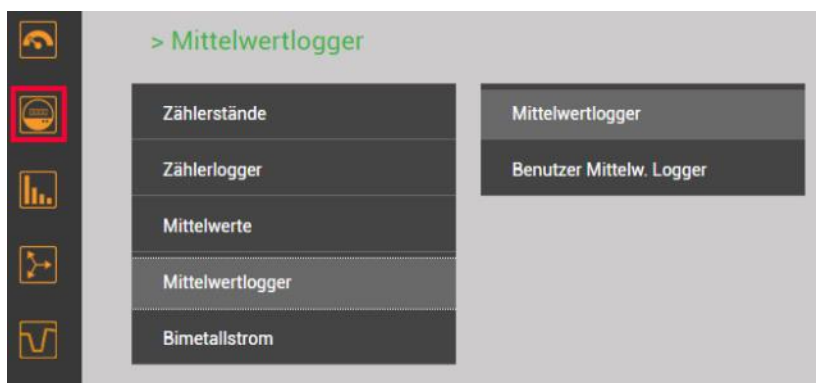 > Mittelwertlogger
Zählerstände
Zählerlogger
Mittelwerte
Mittelwertlogger
Bimetallstrom
Mittelwertlogger
Benutzer Mittelw. Logger